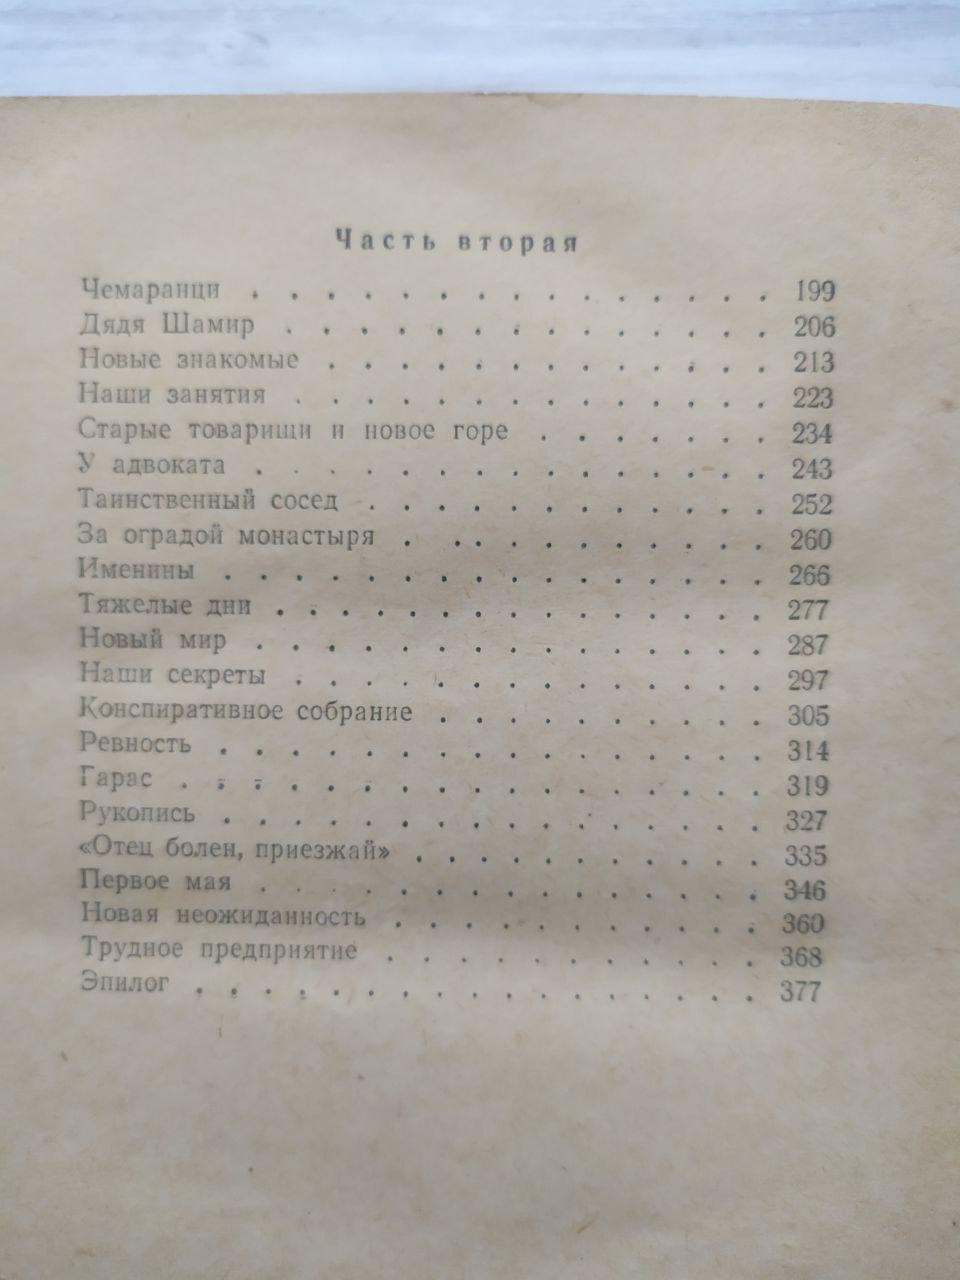 Часть вторая
Чемаранци . . . . . . . . . . . . . . . 199
Дядя Шамир . . . . . . . . . . . . . . 206
Новые знакомые . . . . . . . . . . . . . 213
Наши занятия . . . . . . . . . . . . . . 223
Старые товарищи и новое горе . . . . . . . 234
У адвоката . . . . . . . . . . . . . . . 243
Таинственный сосед . . . . . . . . . . . 252
За оградой монастыря . . . . . . . . . . . 260
Именины . . . . . . . . . . . . . . . . 266
Тяжелые дни . . . . . . . . . . . . . . 277
Новый мир . . . . . . . . . . . . . . . 287
Наши секреты . . . . . . . . . . . . . . 297
Конспиративное собрание . . . . . . . . . 305
Ревность . . . . . . . . . . . . . . . . 314
Гарас . . . . . . . . . . . . . . . . . 319
Рукопись . . . . . . . . . . . . . . . . 327
«Отец болен, приезжай» . . . . . . . . . . 335
Первое мая . . . . . . . . . . . . . . . 346
Новая неожиданность . . . . . . . . . . . 360
Трудное предприятие . . . . . . . . . . . 368
Эпилог . . . . . . . . . . . . . . . . . 377